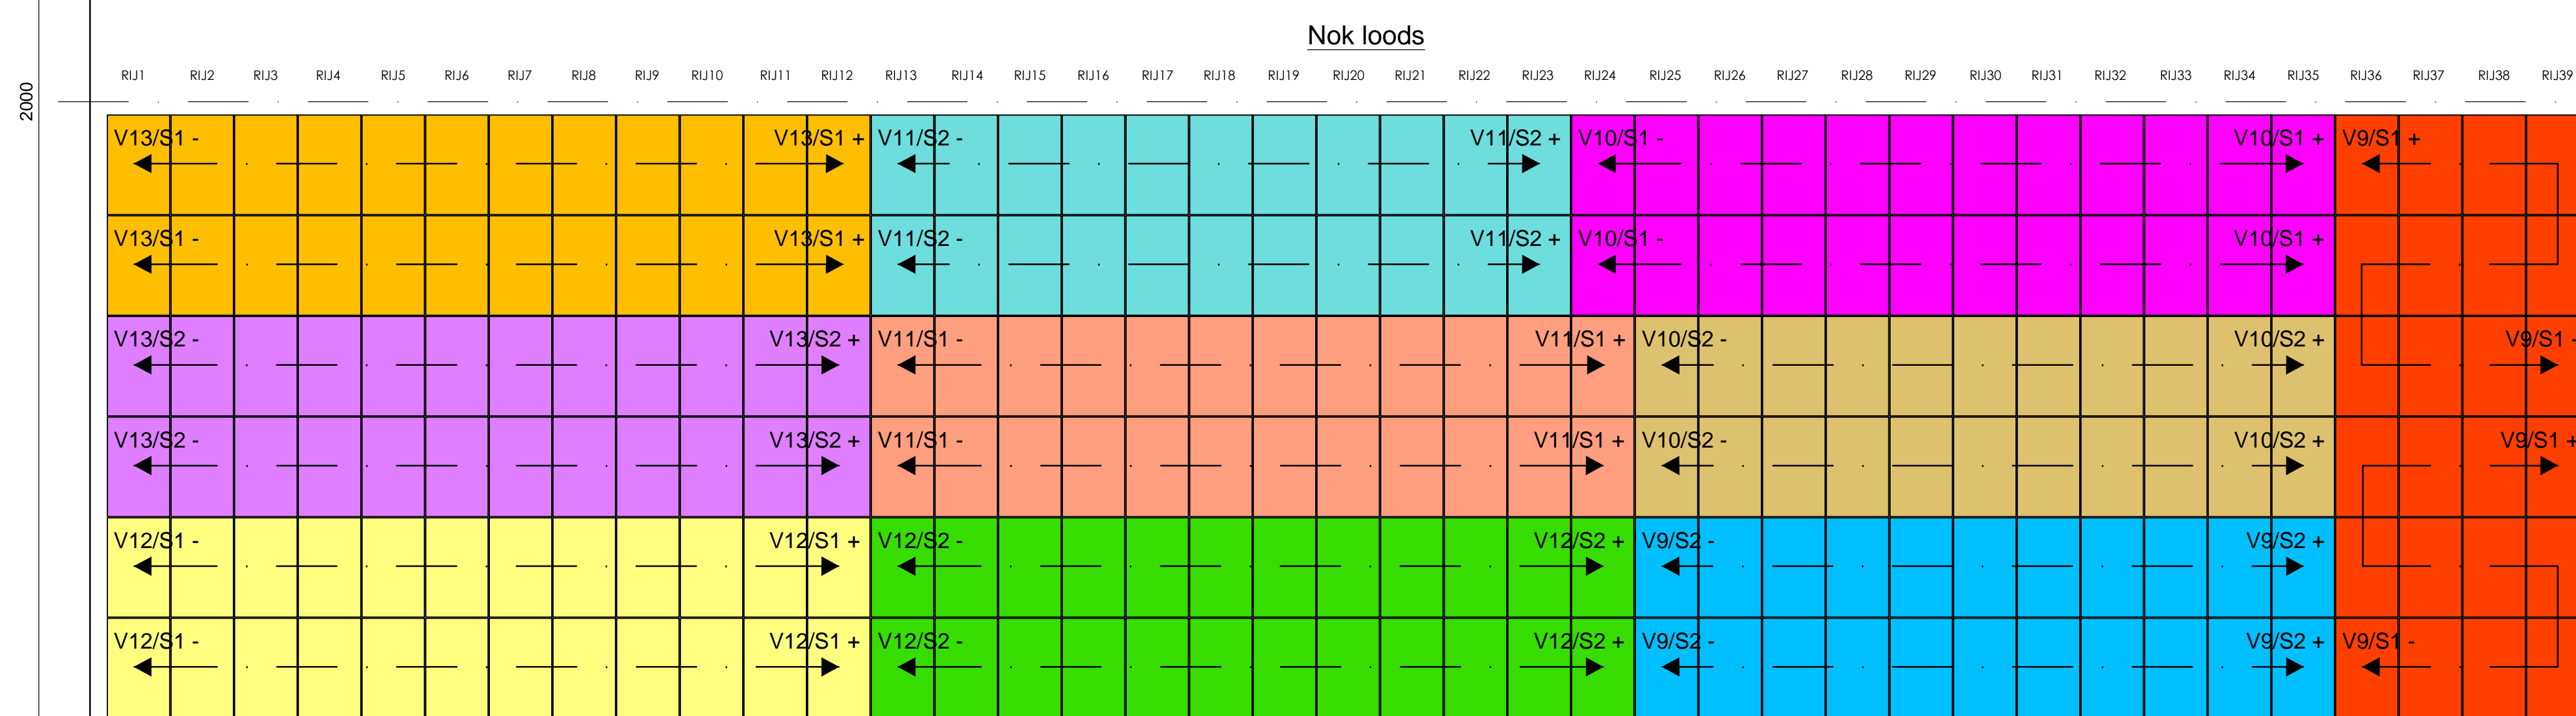 Nok loods
RIJ1 RIJ2 RIJ3 RIJ4 RIJ5 RIJ6 RIJ7 RIJ8 RIJ9 RIJ10 RIJ11 RIJ12 RIJ13 RIJ14 RIJ15 RIJ16 RIJ17 RIJ18 RIJ19 RIJ20 RIJ21 RIJ22 RIJ23 RIJ24 RIJ25 RIJ26 RIJ27 RIJ28 RIJ29 RIJ30 RIJ31 RIJ32 RIJ33 RIJ34 RIJ35 RIJ36 RIJ37 RIJ38 RIJ39
2000
V13/S1 - V13/S1 + V11/S2 - V11/S2 + V10/S1 - V10/S1 + V9/S1 +
V13/S1 - V13/S1 + V11/S2 - V11/S2 + V10/S1 - V10/S1 +
V13/S2 - V13/S2 + V11/S1 - V11/S1 + V10/S2 - V10/S2 + V9/S1 -
V13/S2 - V13/S2 + V11/S1 - V11/S1 + V10/S2 - V10/S2 + V9/S1 +
V12/S1 - V12/S1 + V12/S2 - V12/S2 + V9/S2 - V9/S2 +
V12/S1 - V12/S1 + V12/S2 - V12/S2 + V9/S2 - V9/S2 + V9/S1 -